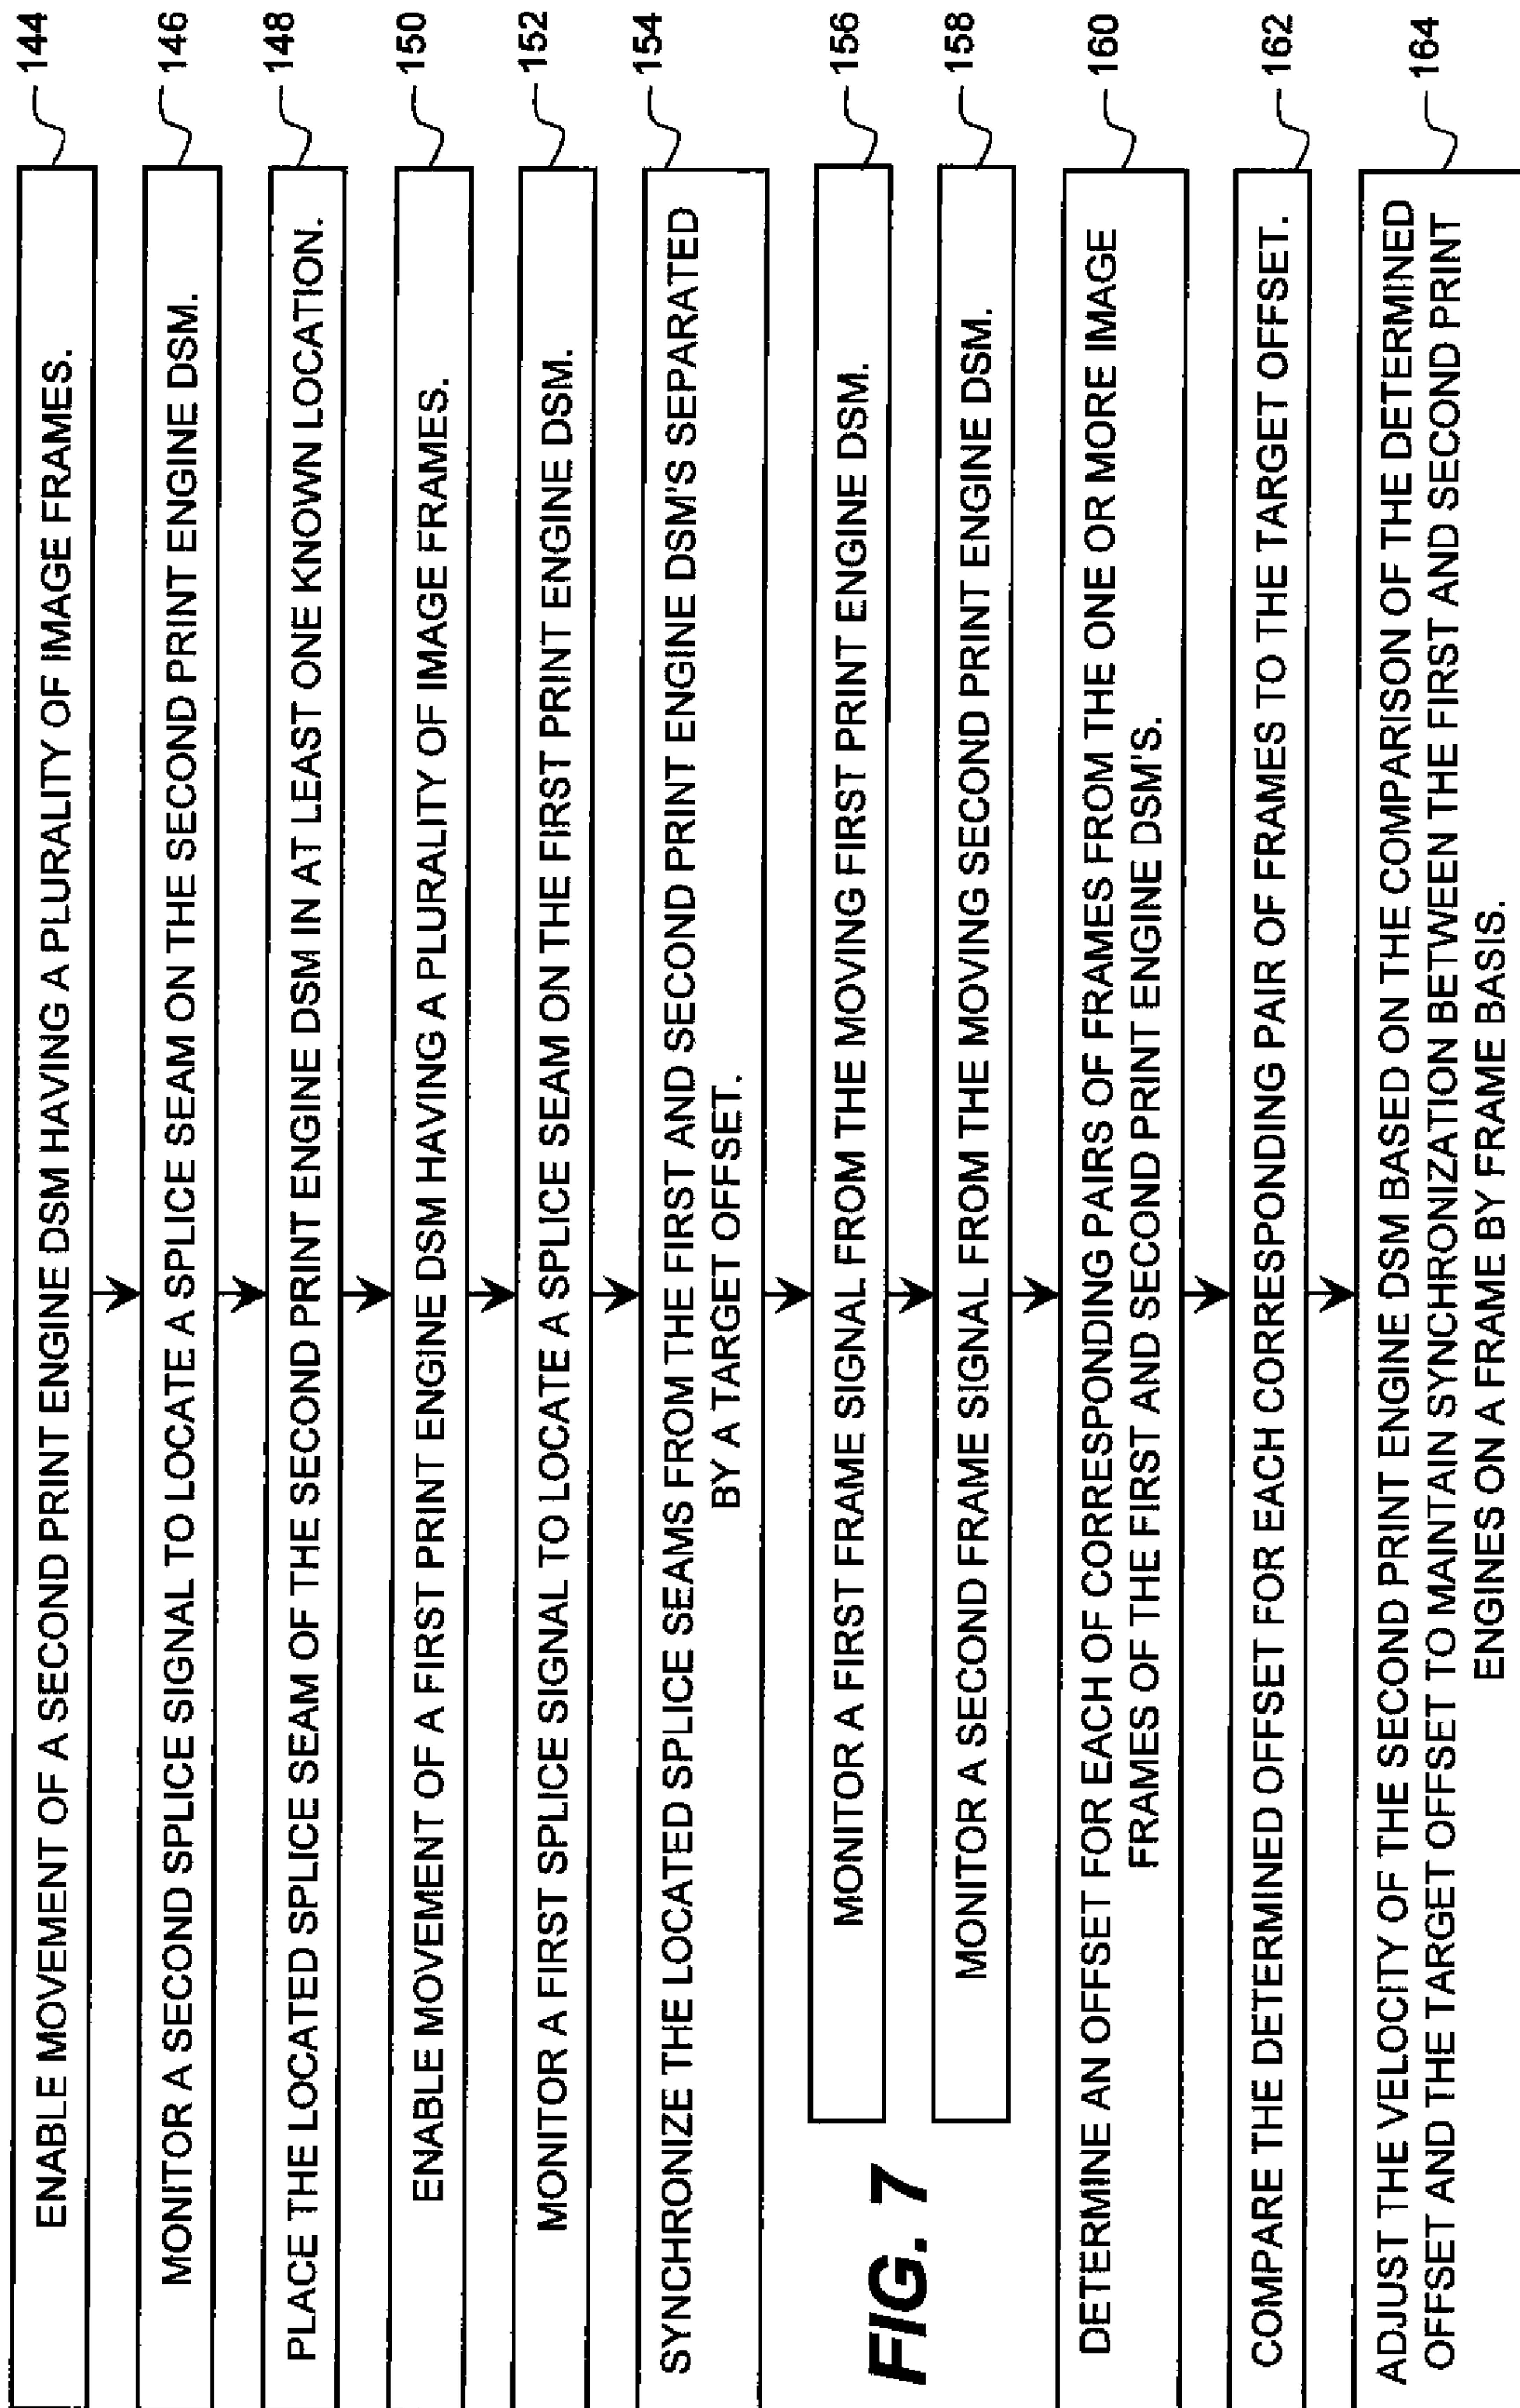 ENABLE MOVEMENT OF A SECOND PRINT ENGINE DSM HAVING A PLURALITY OF IMAGE FRAMES.
144
MONITOR A SECOND SPLICE SIGNAL TO LOCATE A SPLICE SEAM ON THE SECOND PRINT ENGINE DSM.
146
PLACE THE LOCATED SPLICE SEAM OF THE SECOND PRINT ENGINE DSM IN AT LEAST ONE KNOWN LOCATION.
148
ENABLE MOVEMENT OF A FIRST PRINT ENGINE DSM HAVING A PLURALITY OF IMAGE FRAMES.
150
MONITOR A FIRST SPLICE SIGNAL TO LOCATE A SPLICE SEAM ON THE FIRST PRINT ENGINE DSM.
152
SYNCHRONIZE THE LOCATED SPLICE SEAMS FROM THE FIRST AND SECOND PRINT ENGINE DSM'S SEPARATED
BY A TARGET OFFSET.
154
MONITOR A FIRST FRAME SIGNAL FROM THE MOVING FIRST PRINT ENGINE DSM.
156
MONITOR A SECOND FRAME SIGNAL FROM THE MOVING SECOND PRINT ENGINE DSM.
158
FIG. 7
DETERMINE AN OFFSET FOR EACH OF CORRESPONDING PAIRS OF FRAMES FROM THE ONE OR MORE IMAGE
FRAMES OF THE FIRST AND SECOND PRINT ENGINE DSM'S.
160
COMPARE THE DETERMINED OFFSET FOR EACH CORRESPONDING PAIR OF FRAMES TO THE TARGET OFFSET.
162
ADJUST THE VELOCITY OF THE SECOND PRINT ENGINE DSM BASED ON THE COMPARISON OF THE DETERMINED
OFFSET AND THE TARGET OFFSET TO MAINTAIN SYNCHRONIZATION BETWEEN THE FIRST AND SECOND PRINT
ENGINES ON A FRAME BY FRAME BASIS.
164